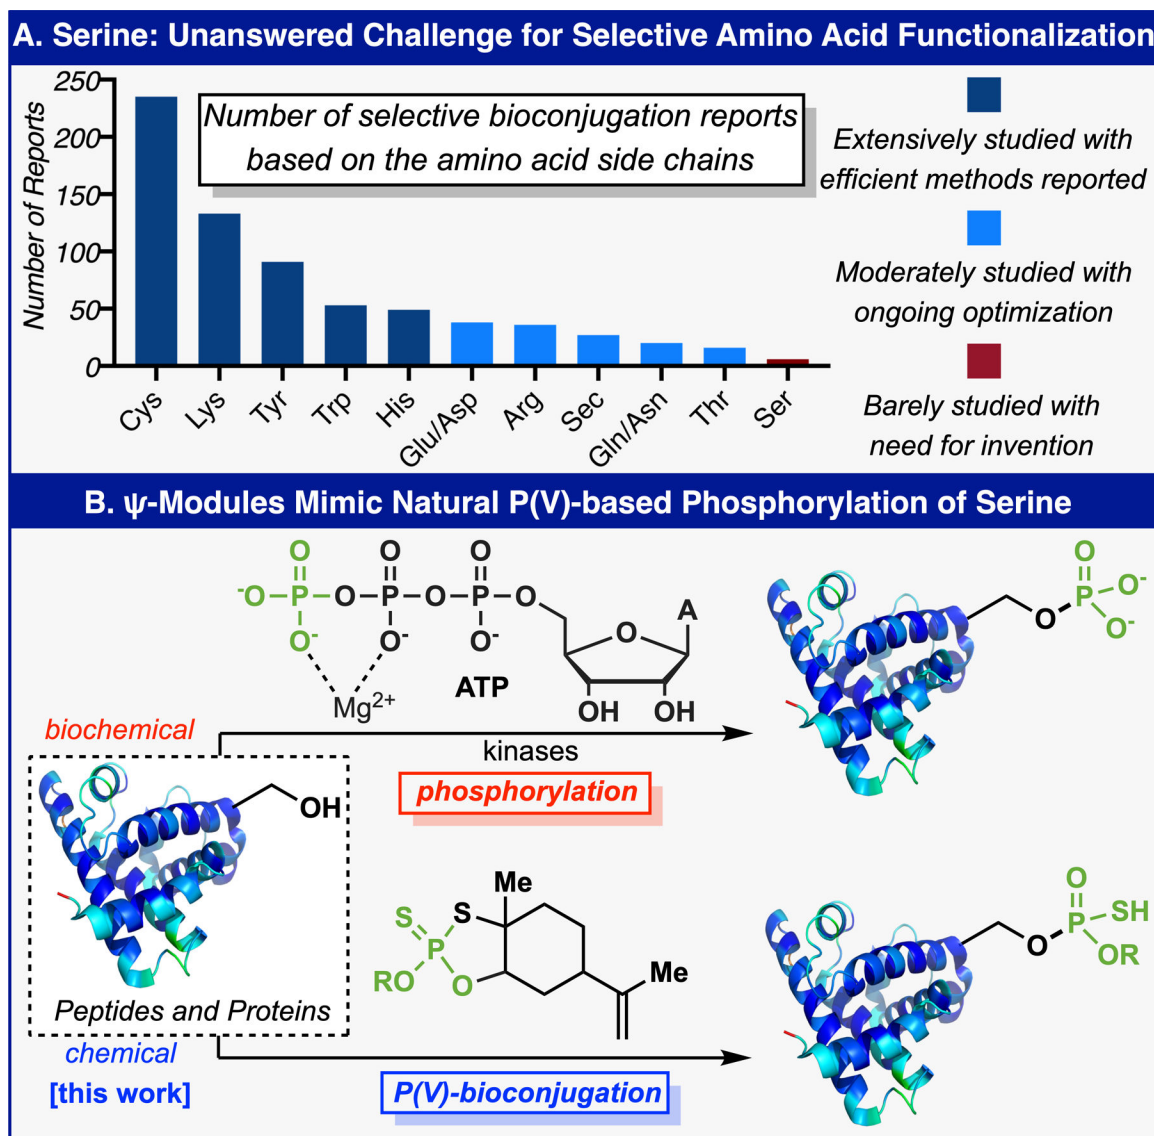 A. Serine: Unanswered Challenge for Selective Amino Acid Functionalization
Number of Reports
250
200
150
100
50
0
Number of selective bioconjugation reports
based on the amino acid side chains
Cys
Lys
Tyr
Trp
His
Glu/Asp
Arg
Sec
Gln/Asn
Thr
Ser
Extensively studied with
efficient methods reported
Moderately studied with
ongoing optimization
Barely studied with
need for invention
B. ψ-Modules Mimic Natural P(V)-based Phosphorylation of Serine
O O O
⁻O P O P O P O
O⁻ O⁻ O⁻
O A
OH OH
Mg²⁺
ATP
O
O P O⁻
O⁻
biochemical
kinases
phosphorylation
OH
Peptides and Proteins
chemical
[this work]
Me
S S
P
RO O
Me
P(V)-bioconjugation
O
O P SH
OR